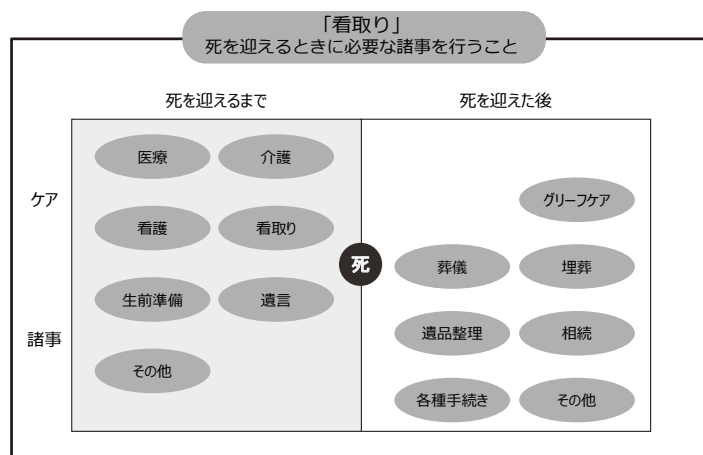 「看取り」
死を迎えるときに必要な諸事を行うこと
死を迎えるまで
死を迎えた後
ケア
諸事
医療
介護
看護
看取り
生前準備
遺言
その他
死
グリーフケア
葬儀
埋葬
遺品整理
相続
各種手続き
その他